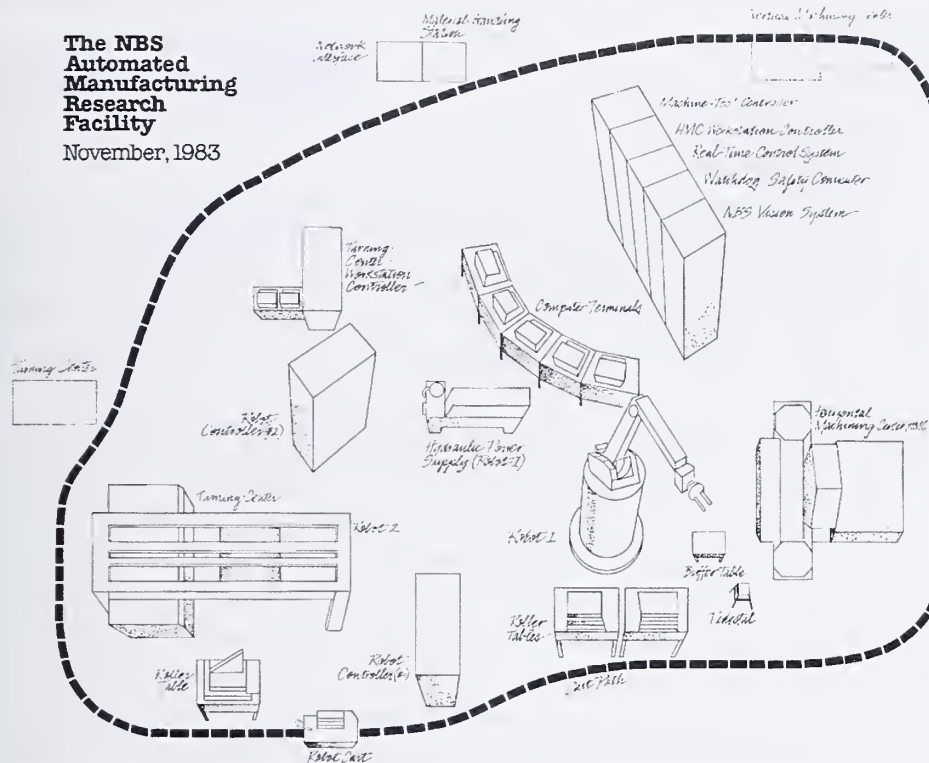 The NBS
Automated
Manufacturing
Research
Facility
November, 1983
Network
Interface
Material-Handling
Station
Machine-Tool Controller
HMC Workstation Controller
Real-Time Control System
Watchdog Safety Computer
NBS Vision System
Turning
Center
Workstation
Controller
Computer Terminals
Turning Center
Robot
Controller
Hydraulic Power
Supply (Robot-1)
Horizontal
Machining Center
Turning Center
Robot 2
Robot 1
Buffer Table
Pedestal
Roller
Tables
Roller
Table
Robot
Controller
Cart Path
Robot Cart